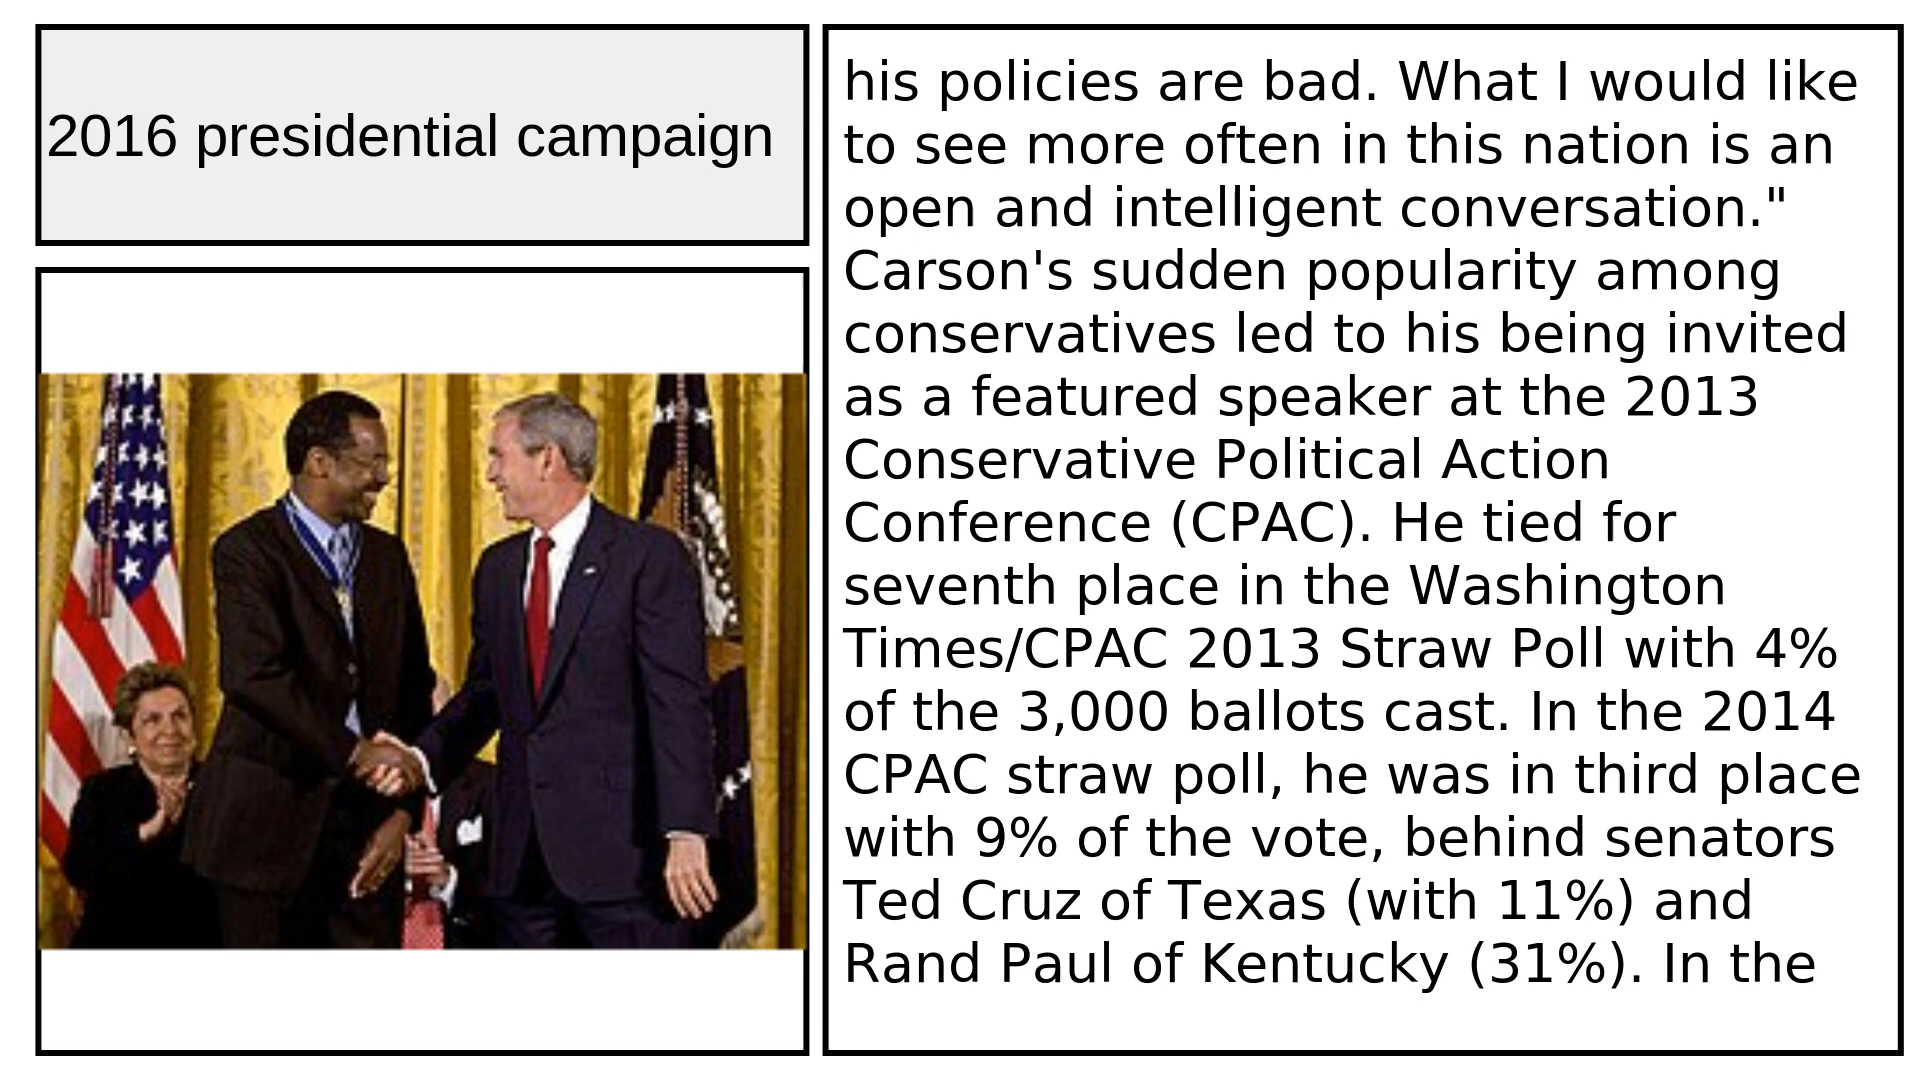 2016 presidential campaign
his policies are bad. What I would like
to see more often in this nation is an
open and intelligent conversation."
Carson's sudden popularity among
conservatives led to his being invited
as a featured speaker at the 2013
Conservative Political Action
Conference (CPAC). He tied for
seventh place in the Washington
Times/CPAC 2013 Straw Poll with 4%
of the 3,000 ballots cast. In the 2014
CPAC straw poll, he was in third place
with 9% of the vote, behind senators
Ted Cruz of Texas (with 11%) and
Rand Paul of Kentucky (31%). In the